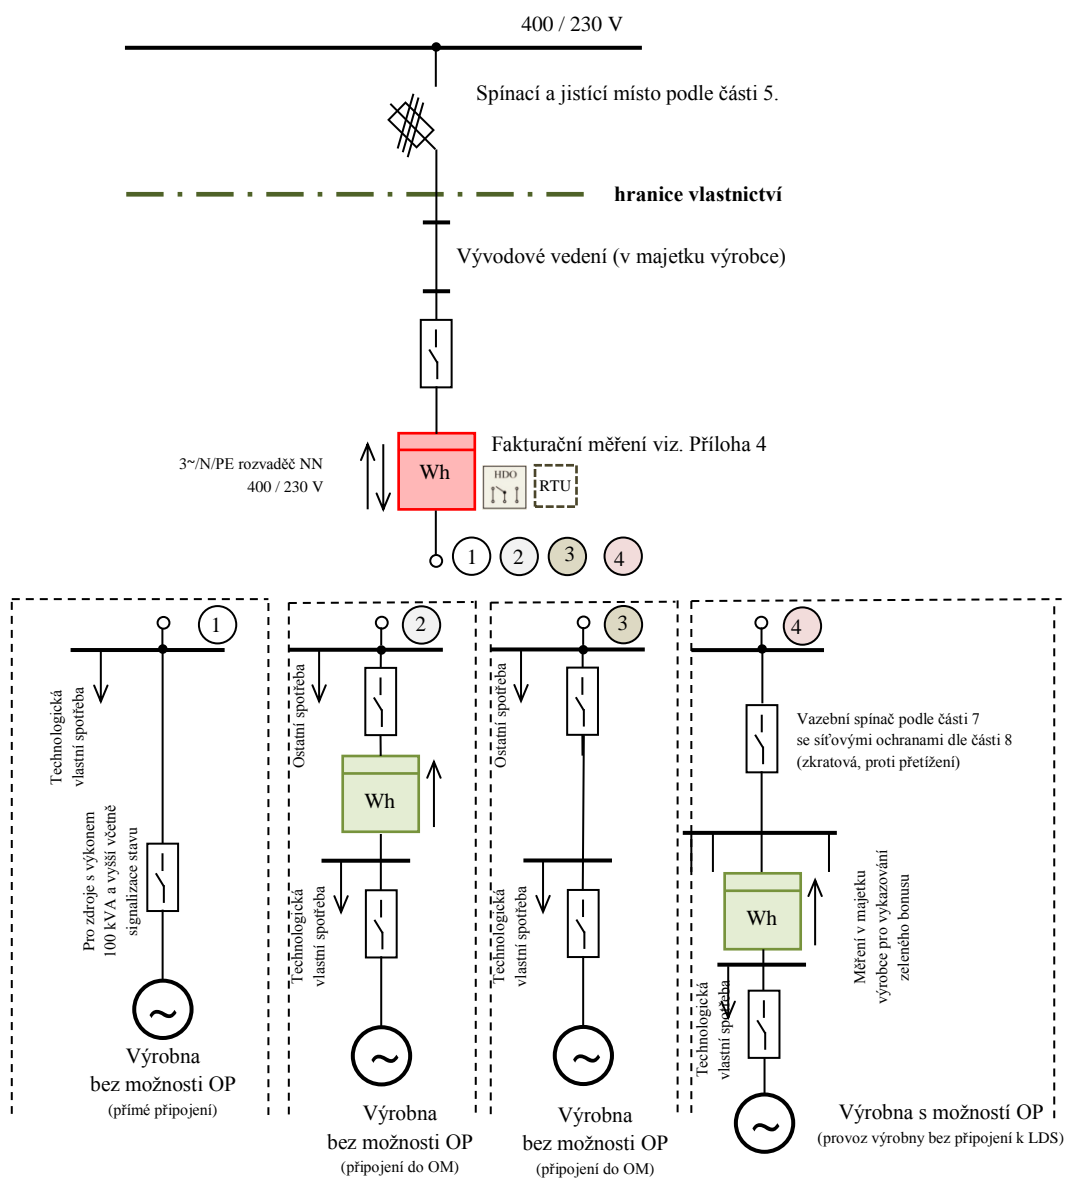 400 / 230 V
Spínací a jistící místo podle části 5.
hranice vlastnictví
Vývodové vedení (v majetku výrobce)
Fakturační měření viz. Příloha 4
3~/N/PE rozvaděč NN
400 / 230 V
Wh
HDO
RTU
1
2
3
4
1
Technologická
vlastní spotřeba
Pro zdroje s výkonem
100 kVA a vyšší včetně
signalizace stavu
~
Výrobna
bez možnosti OP
(přímé připojení)
2
Ostatní spotřeba
Wh
Technologická
vlastní spotřeba
~
Výrobna
bez možnosti OP
(připojení do OM)
3
Ostatní spotřeba
Technologická
vlastní spotřeba
~
Výrobna
bez možnosti OP
(připojení do OM)
4
Vazební spínač podle části 7
se síťovými ochranami dle části 8
(zkratová, proti přetížení)
Wh
Měření v majetku
výrobce pro vykazování
zeleného bonusu
Technologická
vlastní spotřeba
~
Výrobna s možností OP
(provoz výrobny bez připojení k LDS)